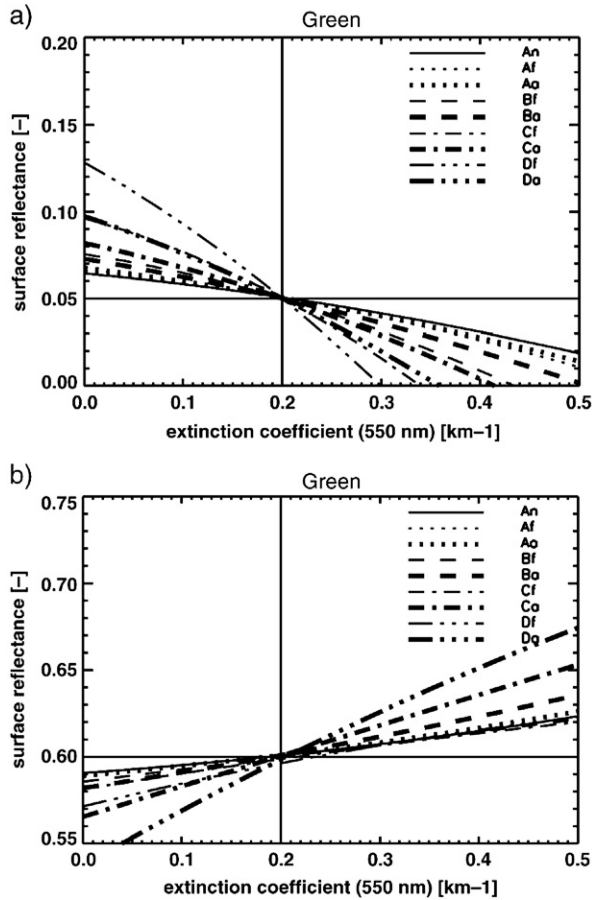 a)
Green
surface reflectance [–]
0.20
0.15
0.10
0.05
0.00
An
Af
Aa
Bf
Ba
Cf
Ca
Df
Da
0.0 0.1 0.2 0.3 0.4 0.5
extinction coefficient (550 nm) [km–1]
b)
Green
surface reflectance [–]
0.75
0.70
0.65
0.60
0.55
An
Af
Aa
Bf
Ba
Cf
Ca
Df
Da
0.0 0.1 0.2 0.3 0.4 0.5
extinction coefficient (550 nm) [km–1]